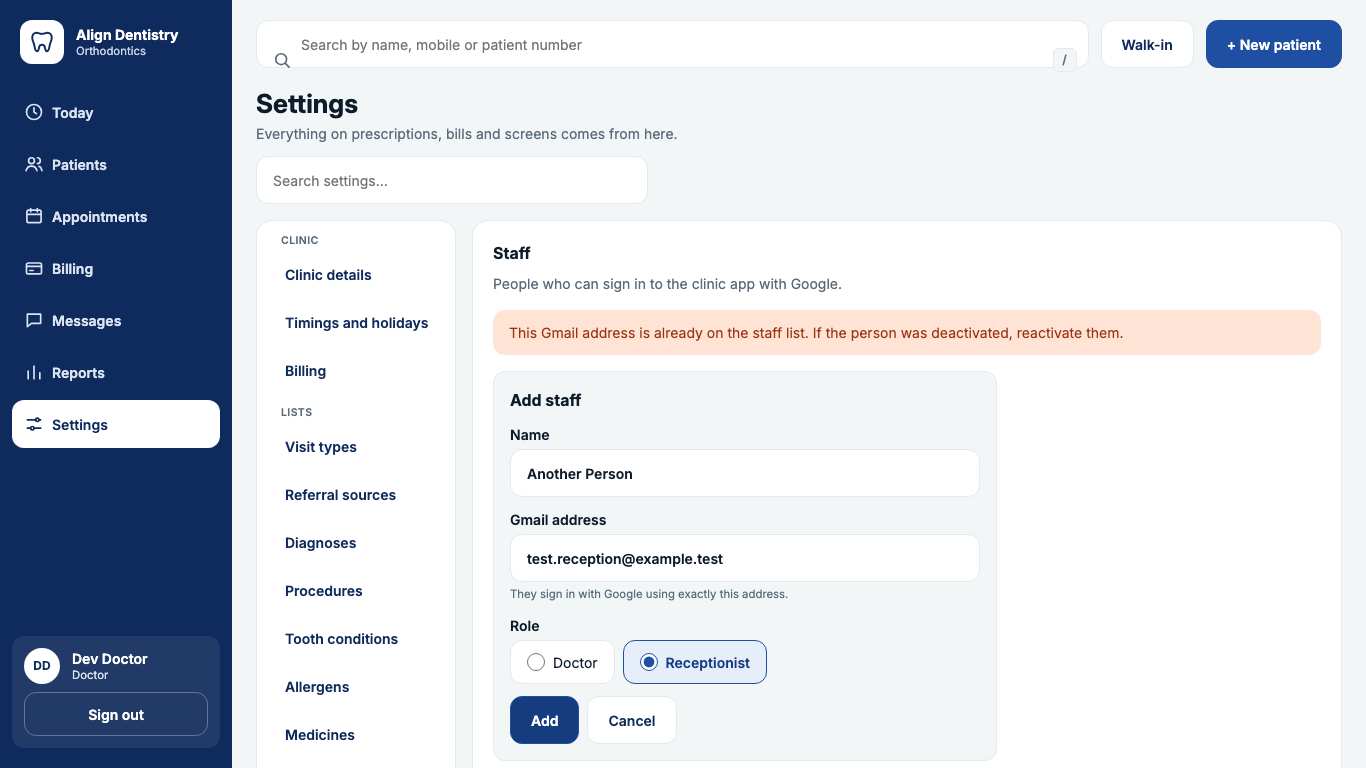 Align Dentistry
Orthodontics
Today
Patients
Appointments
Billing
Messages
Reports
Settings
DD
Dev Doctor
Doctor
Sign out
Search by name, mobile or patient number
/
Walk-in
+ New patient
Settings
Everything on prescriptions, bills and screens comes from here.
Search settings...
CLINIC
Clinic details
Timings and holidays
Billing
LISTS
Visit types
Referral sources
Diagnoses
Procedures
Tooth conditions
Allergens
Medicines
Staff
People who can sign in to the clinic app with Google.
This Gmail address is already on the staff list. If the person was deactivated, reactivate them.
Add staff
Name
Another Person
Gmail address
test.reception@example.test
They sign in with Google using exactly this address.
Role
Doctor
Receptionist
Add
Cancel